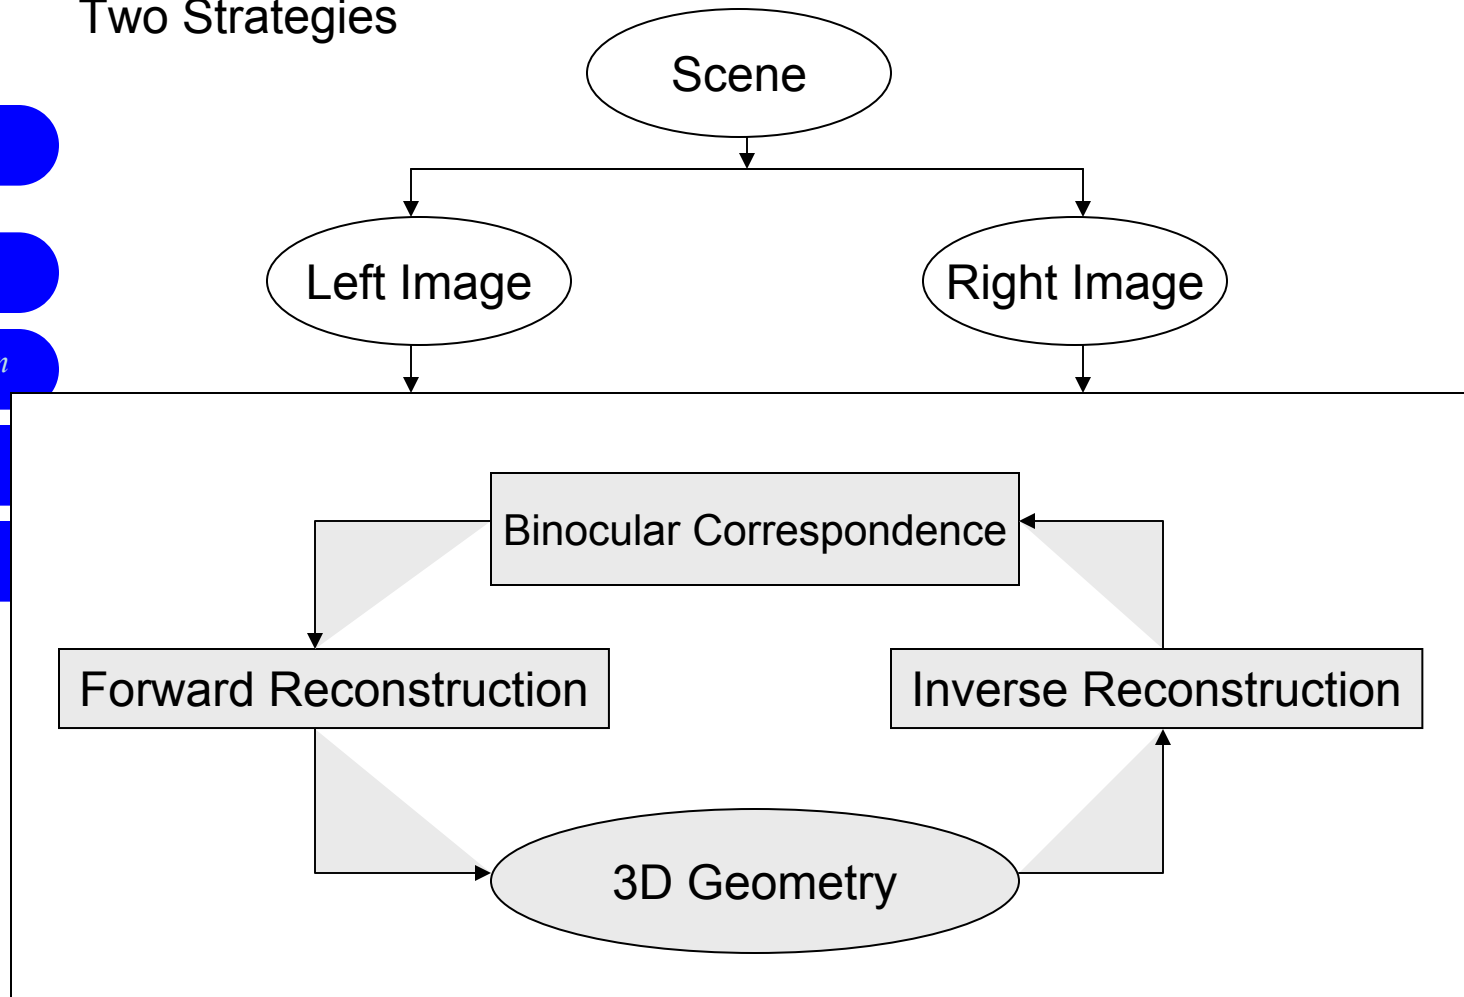 Two Strategies
Scene
Left Image
Right Image
Binocular Correspondence
Forward Reconstruction
Inverse Reconstruction
3D Geometry